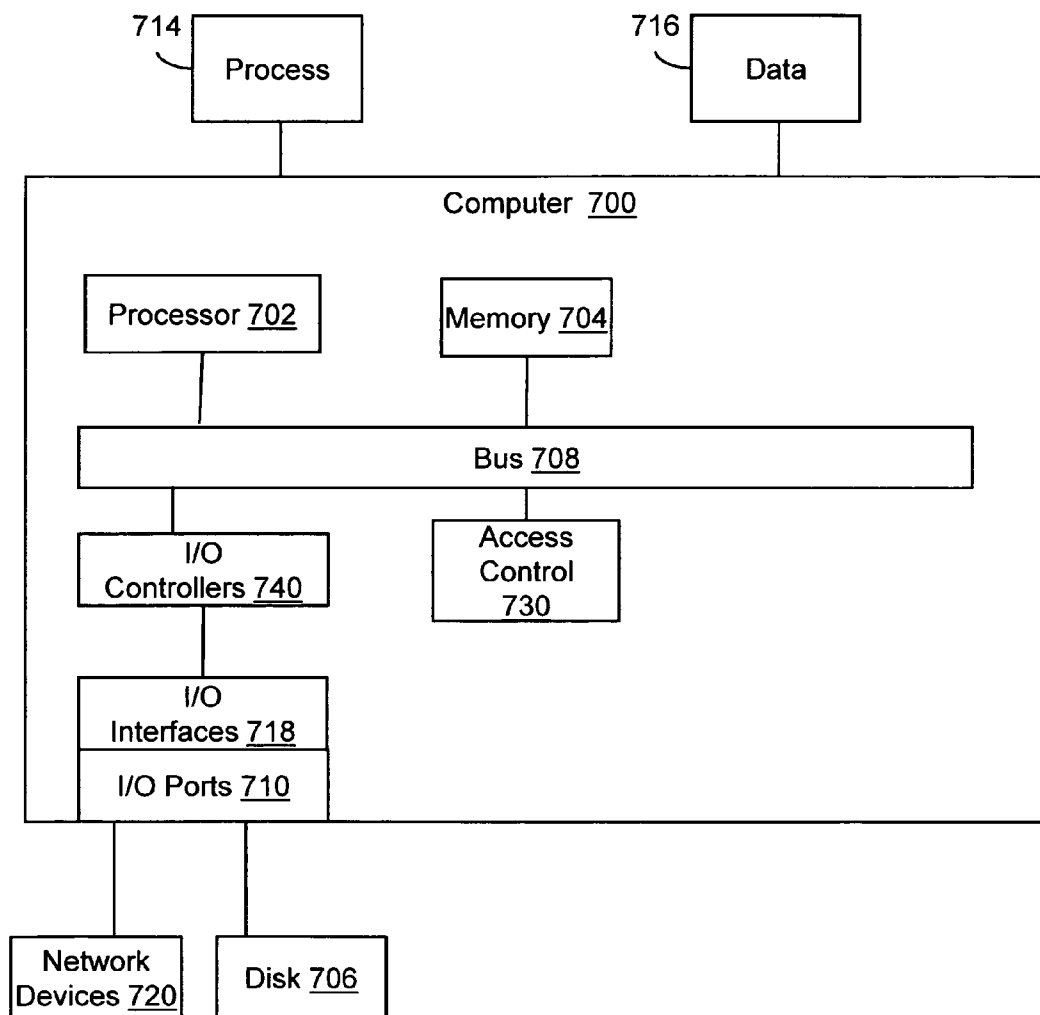 714
Process
716
Data
Computer 700
Processor 702
Memory 704
Bus 708
I/O
Controllers 740
Access
Control
730
I/O
Interfaces 718
I/O Ports 710
Network
Devices 720
Disk 706